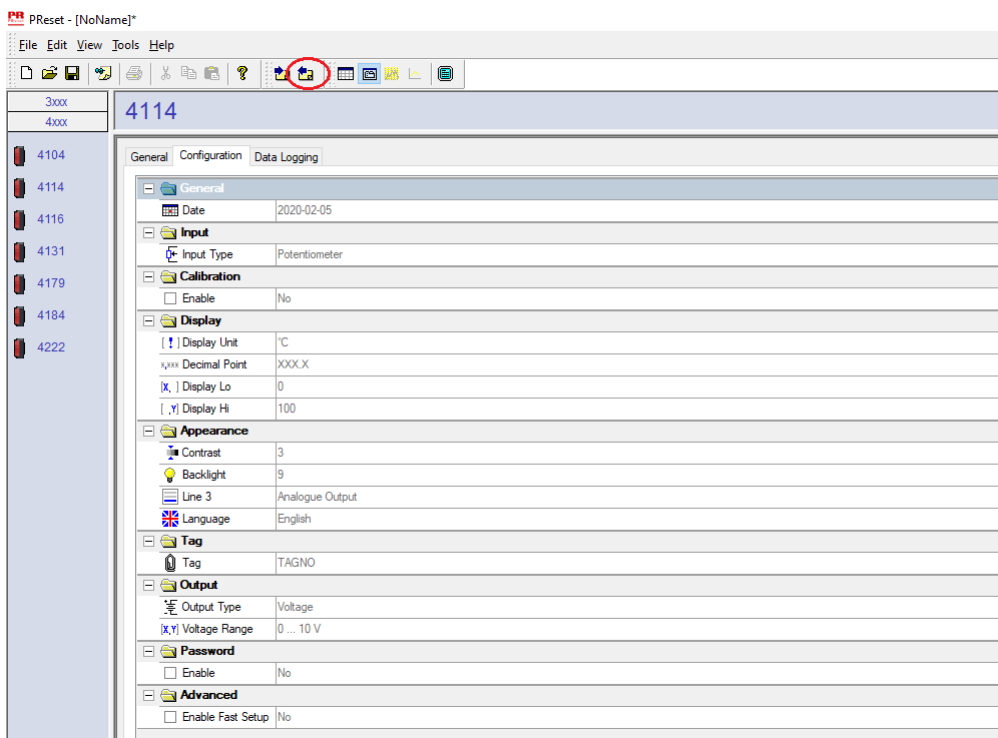 PR PReset - [NoName]*
File Edit View Tools Help
3xxx
4xxx
4114
4104
4114
4116
4131
4179
4184
4222
General Configuration Data Logging
General
Date 2020-02-05
Input
Input Type Potentiometer
Calibration
Enable No
Display
[ ! ] Display Unit °C
x,xxx Decimal Point XXX.X
[X, ] Display Lo 0
[ ,Y] Display Hi 100
Appearance
Contrast 3
Backlight 9
Line 3 Analogue Output
Language English
Tag
Tag TAGNO
Output
Output Type Voltage
[X,Y] Voltage Range 0 ... 10 V
Password
Enable No
Advanced
Enable Fast Setup No